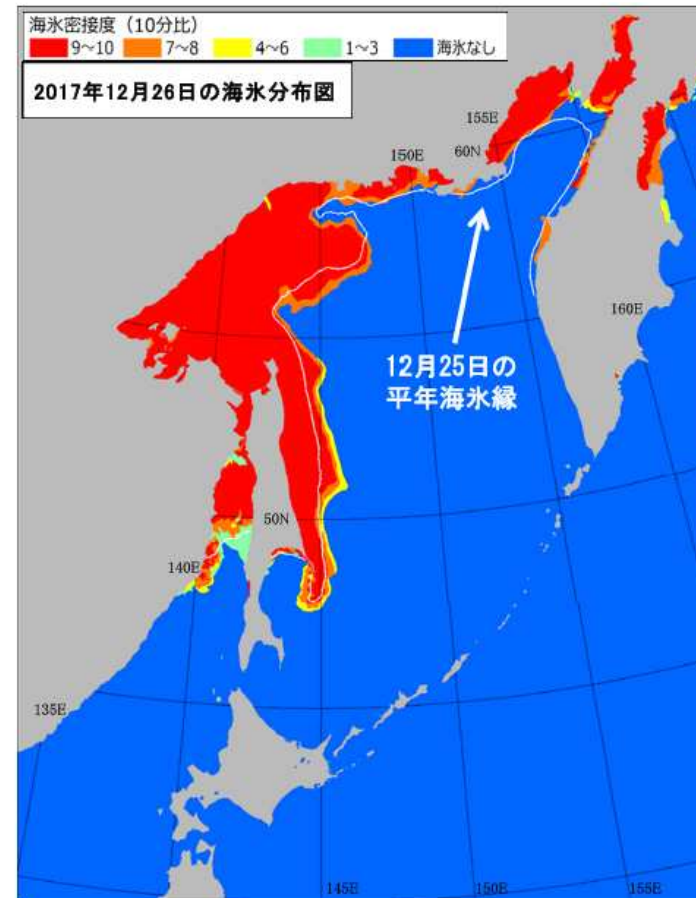 海氷密接度（10分比）
9～10 7～8 4～6 1～3 海氷なし
2017年12月26日の海氷分布図
155E
60N
150E
160E
12月25日の
平年海氷縁
50N
140E
135E
145E
150E
155E